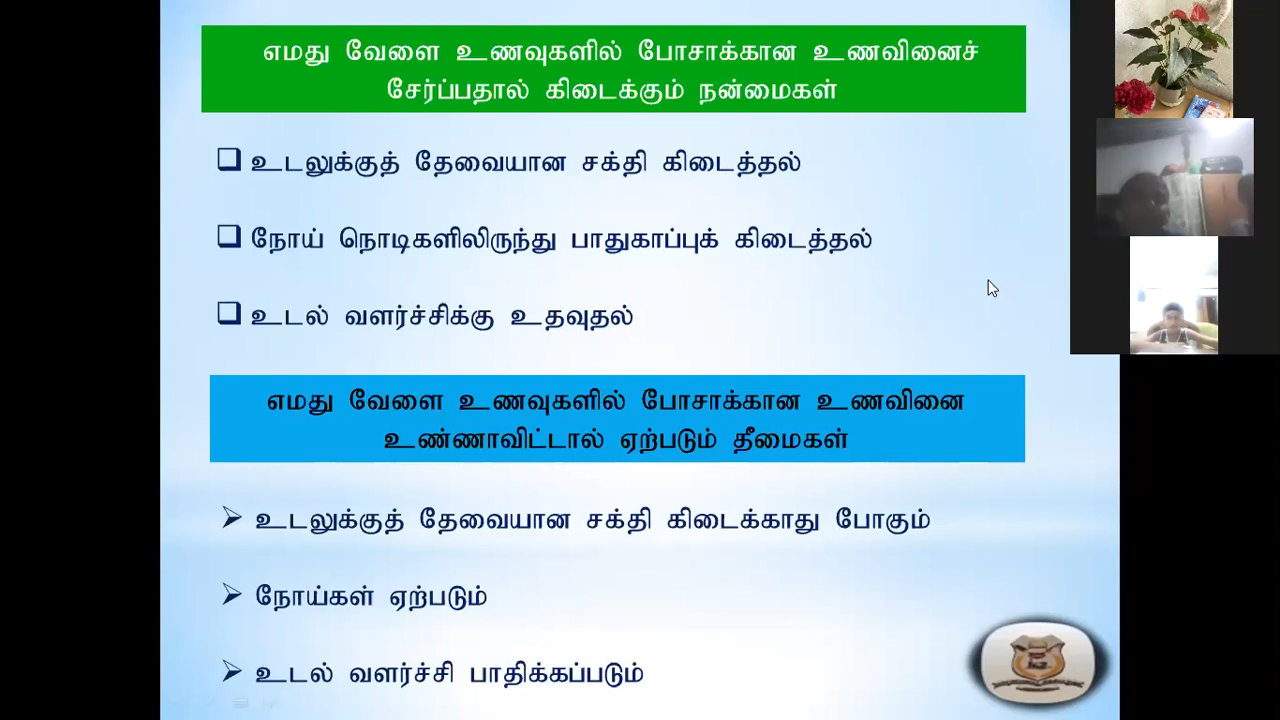 எமது வேளை உணவுகளில் போசாக்கான உணவினைச்
சேர்ப்பதால் கிடைக்கும் நன்மைகள்
உடலுக்குத் தேவையான சக்தி கிடைத்தல்
நோய் நொடிகளிலிருந்து பாதுகாப்புக் கிடைத்தல்
உடல் வளர்ச்சிக்கு உதவுதல்
எமது வேளை உணவுகளில் போசாக்கான உணவினை
உண்ணாவிட்டால் ஏற்படும் தீமைகள்
உடலுக்குத் தேவையான சக்தி கிடைக்காது போகும்
நோய்கள் ஏற்படும்
உடல் வளர்ச்சி பாதிக்கப்படும்